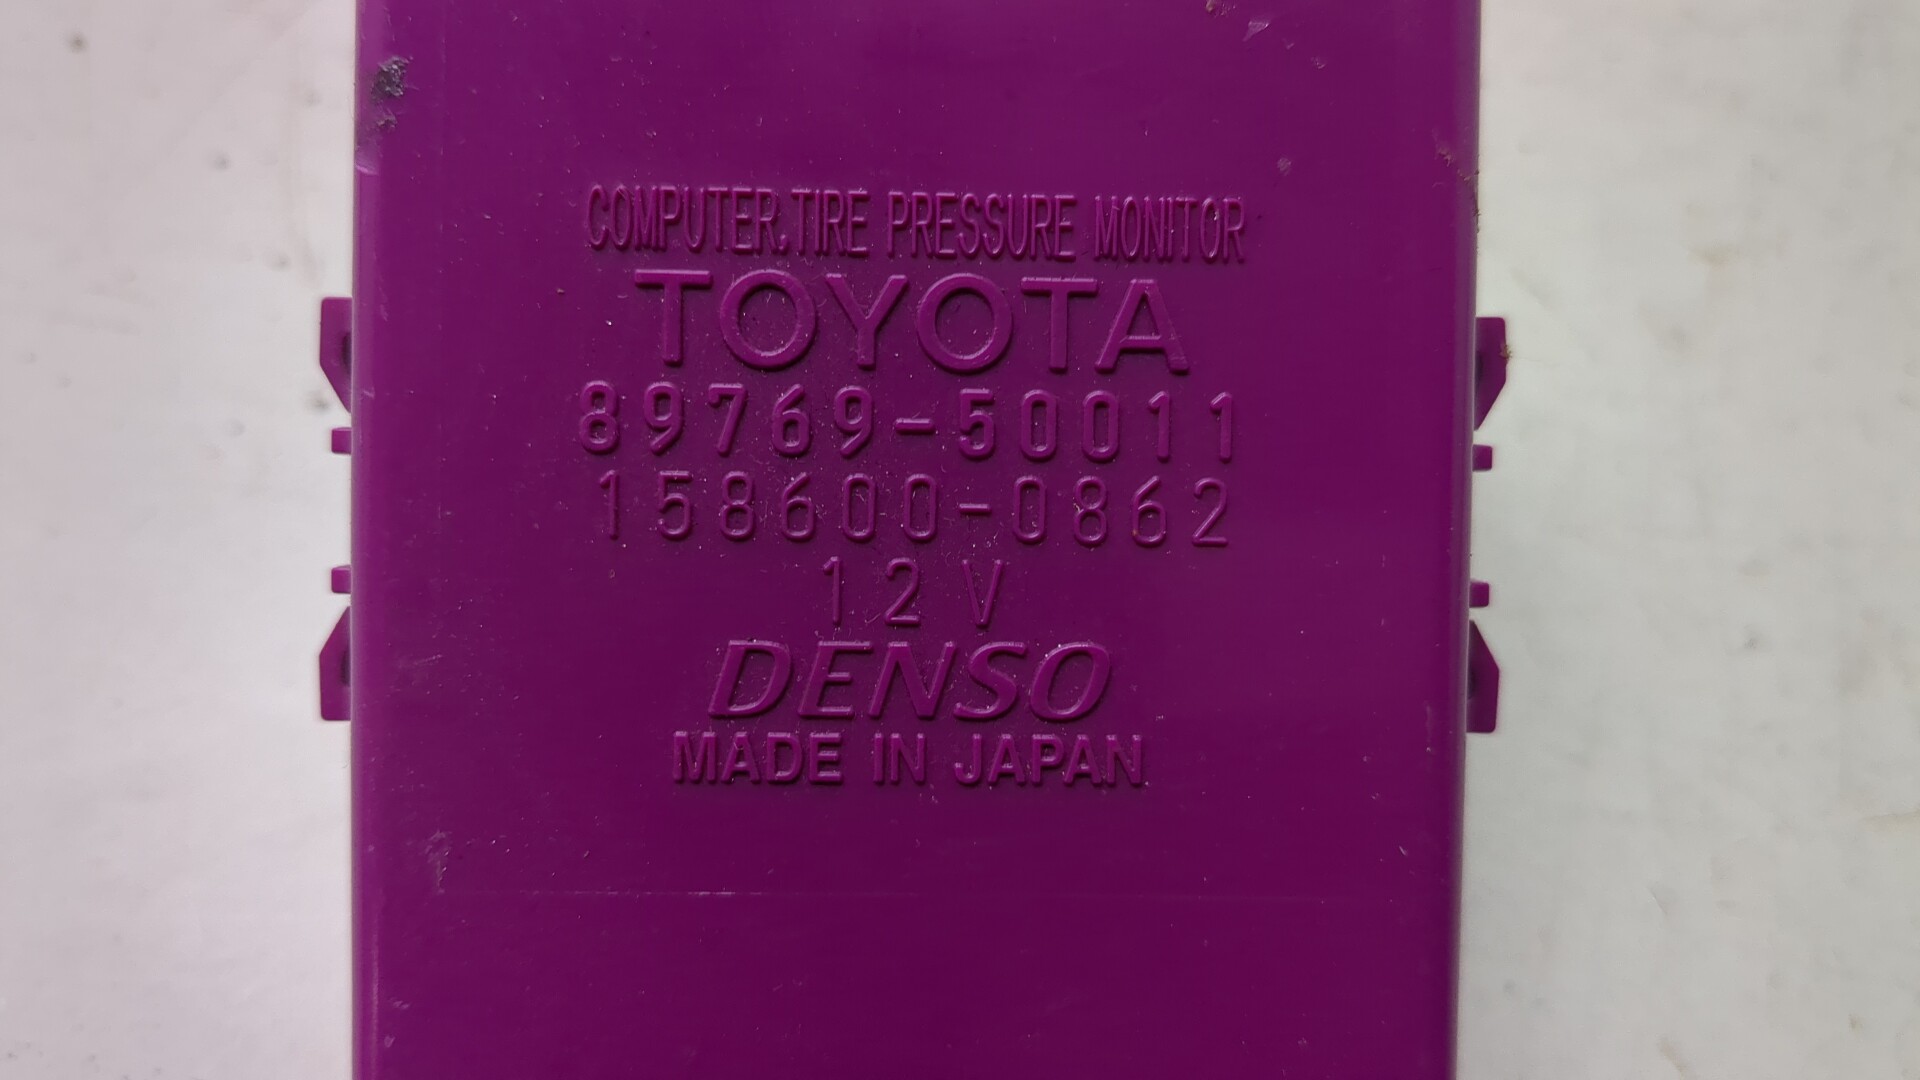 COMPUTER,TIRE PRESSURE MONITOR
TOYOTA
89769-50011
158600-0862
12V
DENSO
MADE IN JAPAN